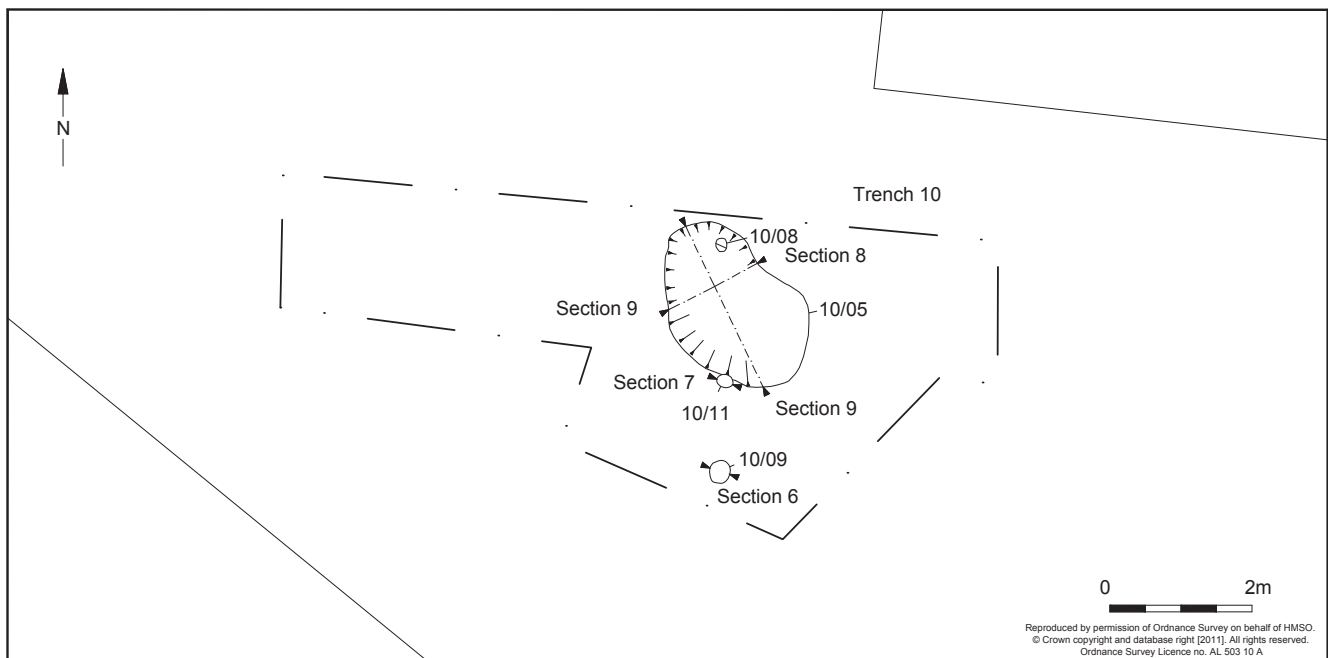 N
Trench 10
10/08
Section 8
Section 9
10/05
Section 7
10/11
Section 9
10/09
Section 6
0 2m
Reproduced by permission of Ordnance Survey on behalf of HMSO.
© Crown copyright and database right [2011]. All rights reserved.
Ordnance Survey Licence no. AL 503 10 A